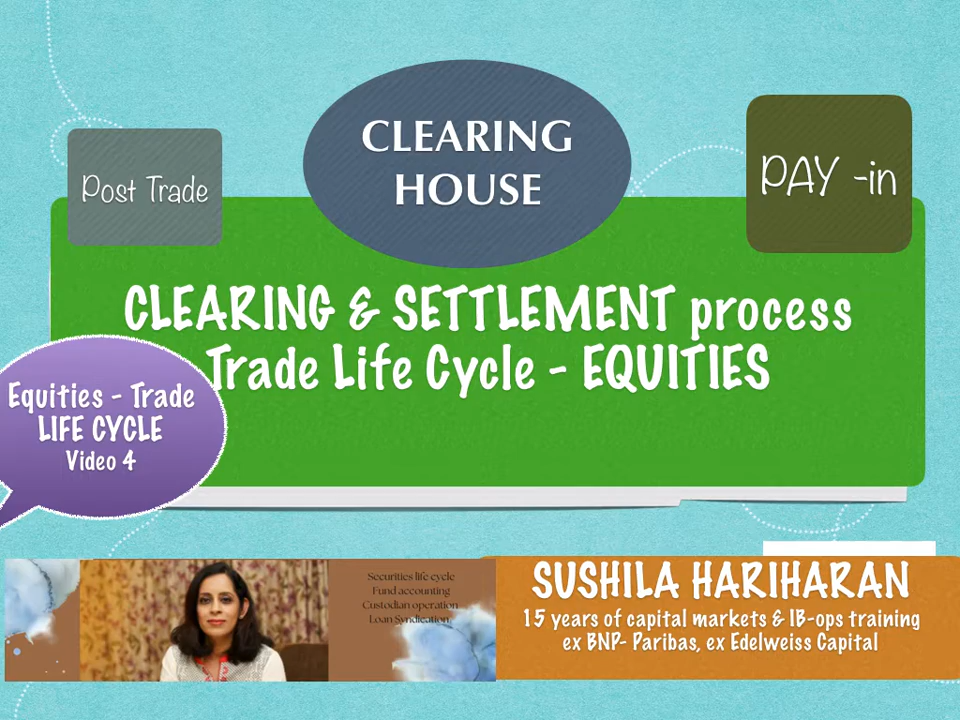 CLEARING
HOUSE
Post Trade
PAY -in
CLEARING & SETTLEMENT process
Trade Life Cycle - EQUITIES
Equities - Trade
LIFE CYCLE
Video 4
Securities life cycle
Fund accounting
Custodian operation
Loan Syndication
SUSHILA HARIHARAN
15 years of capital markets & IB-ops training
ex BNP- Paribas, ex Edelweiss Capital